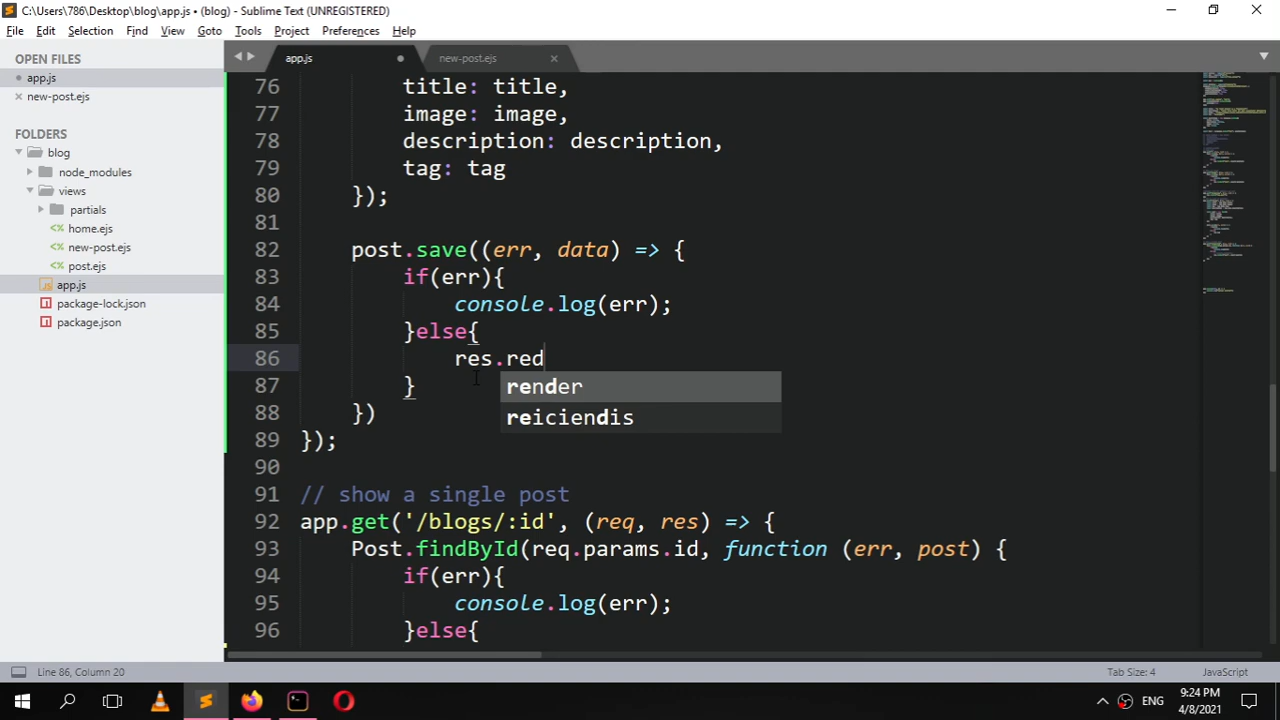 C:\Users\786\Desktop\blog\app.js • (blog) - Sublime Text (UNREGISTERED)
File Edit Selection Find View Goto Tools Project Preferences Help
OPEN FILES
app.js
new-post.ejs
FOLDERS
blog
node_modules
views
partials
home.ejs
new-post.ejs
post.ejs
app.js
package-lock.json
package.json
app.js new-post.ejs
76 title: title,
77 image: image,
78 description: description,
79 tag: tag
80 });
81
82 post.save((err, data) => {
83 if(err){
84 console.log(err);
85 }else{
86 res.red
render
reiciendis
87 }
88 })
89 });
90
91 // show a single post
92 app.get('/blogs/:id', (req, res) => {
93 Post.findById(req.params.id, function (err, post) {
94 if(err){
95 console.log(err);
96 }else{
Line 86, Column 20 Tab Size: 4 JavaScript
ENG
9:24 PM
4/8/2021